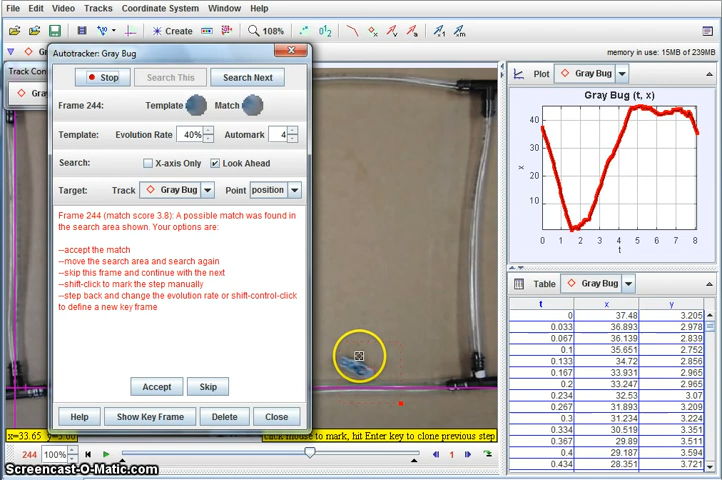 File Edit Video Tracks Coordinate System Window Help
Create 108%
memory in use: 15MB of 239MB
Autotracker: Gray Bug
Track Con
Stop Search This Search Next
Frame 244: Template Match
Template: Evolution Rate 40% Automark 4
Search: X-axis Only Look Ahead
Target: Track Gray Bug Point position
Frame 244 (match score 3.8): A possible match was found in
the search area shown. Your options are:
--accept the match
--move the search area and search again
--skip this frame and continue with the next
--shift-click to mark the step manually
--step back and change the evolution rate or shift-control-click
to define a new key frame
Accept Skip
Help Show Key Frame Delete Close
x=33.65 y=3.00
click mouse to mark, hit Enter key to clone previous step
244 100% 1
Screencast-O-Matic.com
Plot Gray Bug
Gray Bug (t, x)
40
30
20
10
x
0 1 2 3 4 5 6 7 8
t
Table Gray Bug
t x y
0 37.48 3.205
0.033 36.893 2.978
0.067 36.139 2.839
0.1 35.651 2.752
0.133 34.72 2.856
0.167 33.931 2.965
0.2 33.247 2.965
0.234 32.53 3.07
0.267 31.893 3.209
0.3 31.234 3.224
0.334 30.519 3.351
0.367 29.89 3.511
0.4 29.187 3.594
0.434 28.351 3.721